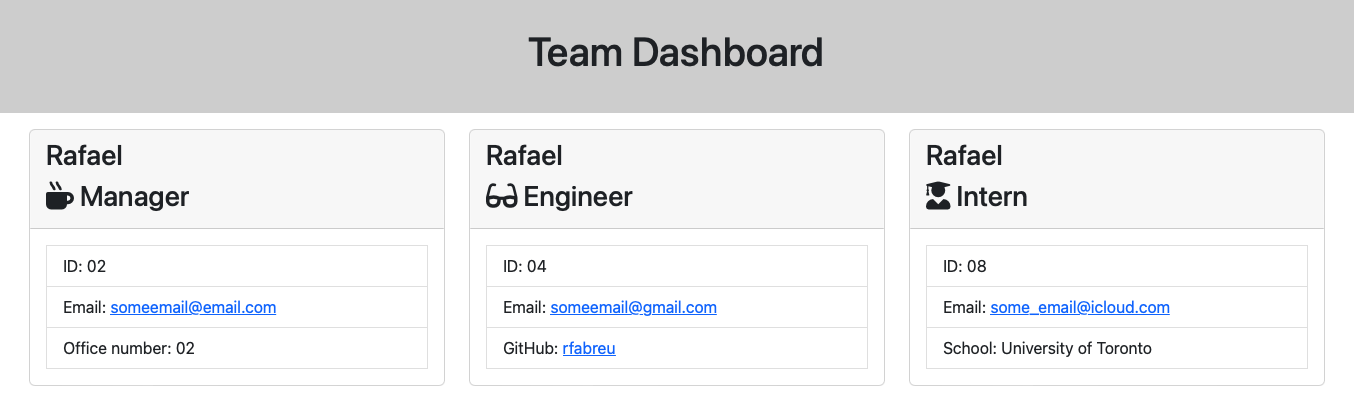 Team Dashboard
Rafael
Manager
ID: 02
Email: someemail@email.com
Office number: 02
Rafael
Engineer
ID: 04
Email: someemail@gmail.com
GitHub: rfabreu
Rafael
Intern
ID: 08
Email: some_email@icloud.com
School: University of Toronto